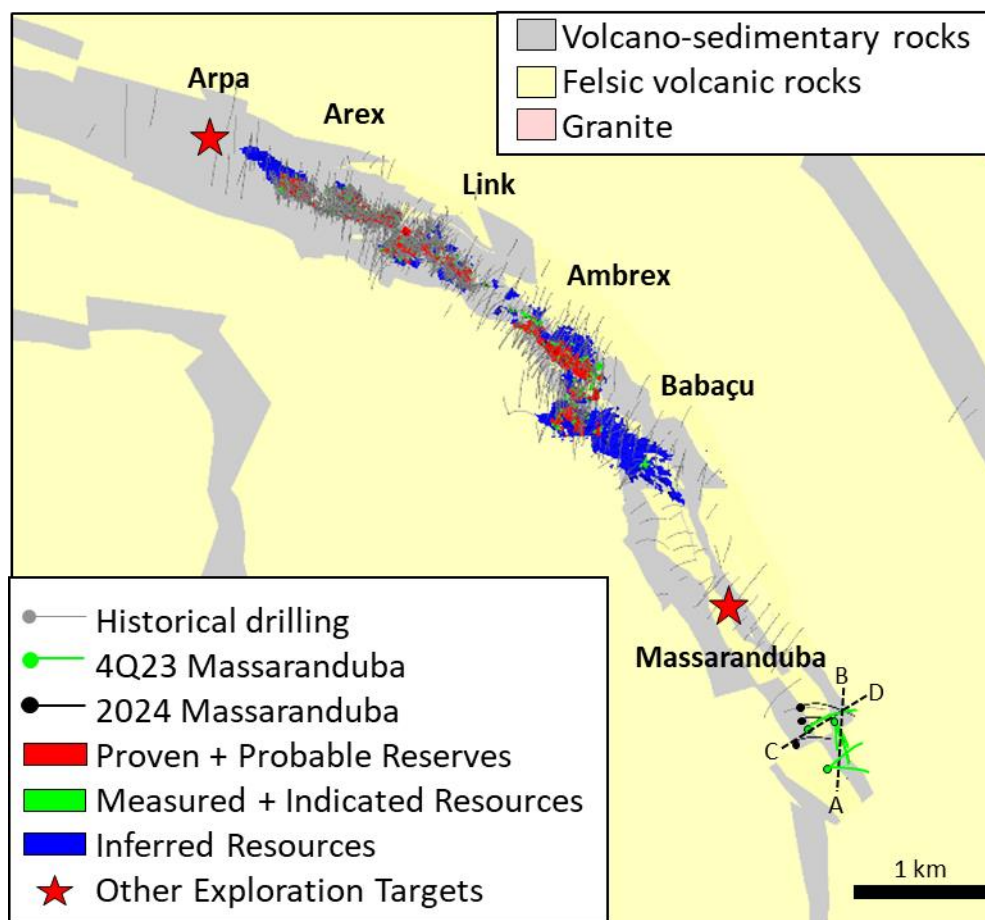 Volcano-sedimentary rocks
Felsic volcanic rocks
Granite
Arpa
Arex
Link
Ambrex
Babaçu
Massaranduba
B
D
C
A
Historical drilling
4Q23 Massaranduba
2024 Massaranduba
Proven + Probable Reserves
Measured + Indicated Resources
Inferred Resources
Other Exploration Targets
1 km